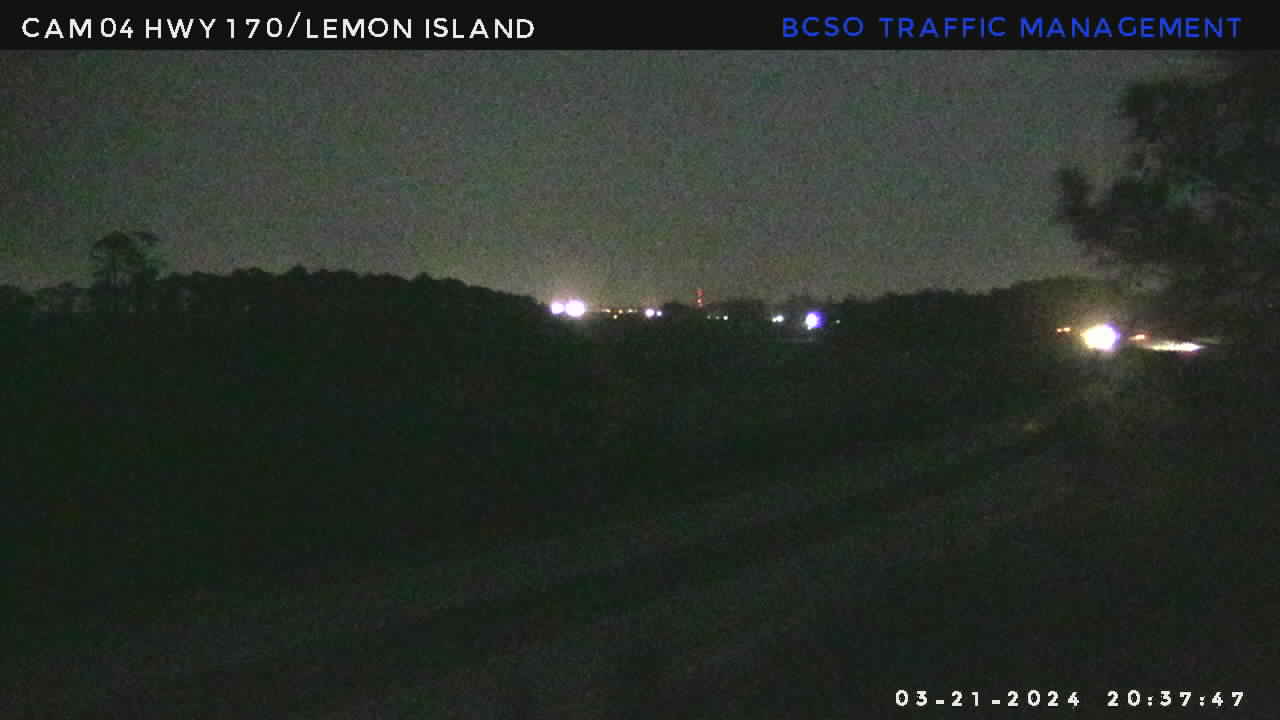 CAM04 HWY 170/LEMON ISLAND
BCSO TRAFFIC MANAGEMENT
03-21-2024 20:37:47